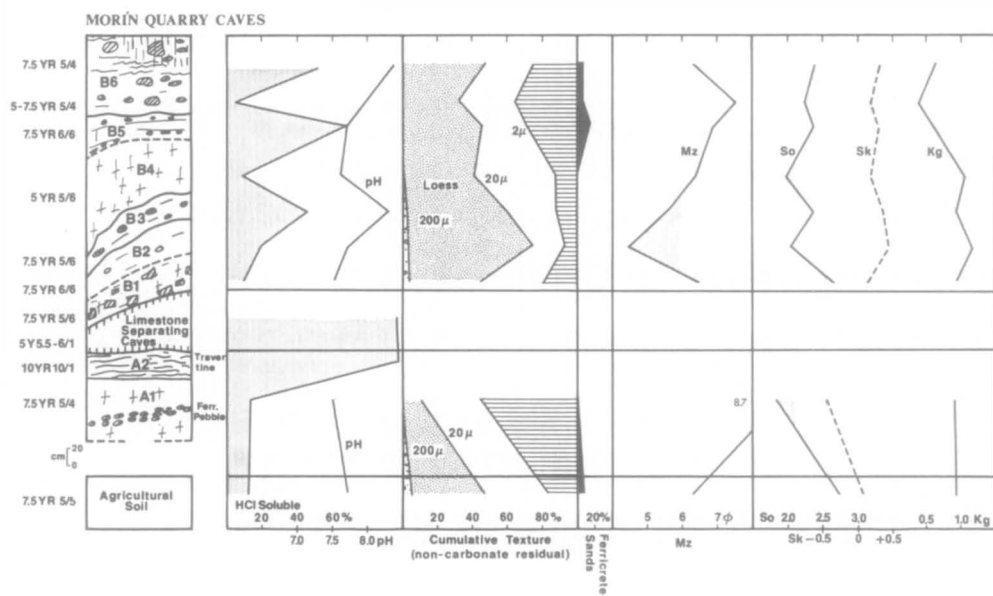 MORÍN QUARRY CAVES
7.5 YR 5/4
B6
5-7.5 YR 5/4
7.5 YR 6/6
B5
2μ
B4
Mz
So
Sk
Kg
pH
Loess
20μ
5 YR 5/6
B3
200μ
B2
7.5 YR 5/6
7.5 YR 6/6
B1
7.5 YR 5/6
Limestone
Separating
Caves
5 Y 5.5-6/1
A2
Traver
tine
10 YR 10/1
7.5 YR 5/4
A1
Ferr.
Pebble
8.7
20μ
pH
200μ
cm
20
0
Agricultural
Soil
7.5 YR 5/5
HCl Soluble
20 40 60% 20 40 60 80% 20% 5 6 7ϕ So 2.0 2.5 3.0 0.5 1.0 Kg
7.0 7.5 8.0 pH Cumulative Texture Mz Sk -0.5 0 +0.5
(non-carbonate residual)
Ferricrete
Sands